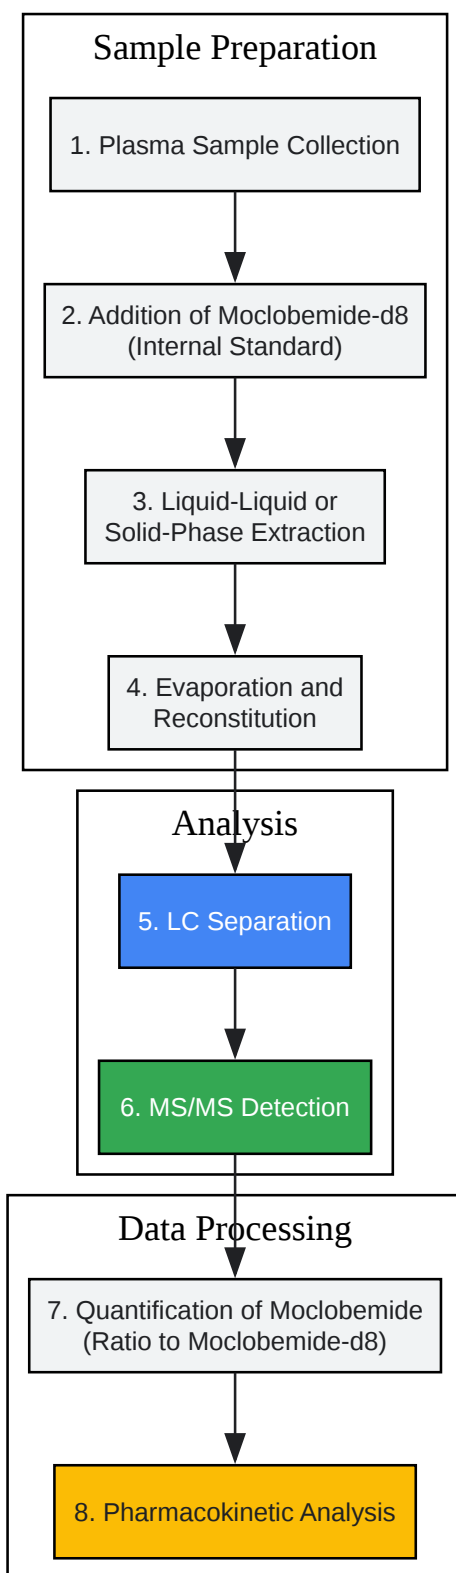 Sample Preparation
1. Plasma Sample Collection
2. Addition of Moclobemide-d8
(Internal Standard)
3. Liquid-Liquid or
Solid-Phase Extraction
4. Evaporation and
Reconstitution
Analysis
5. LC Separation
6. MS/MS Detection
Data Processing
7. Quantification of Moclobemide
(Ratio to Moclobemide-d8)
8. Pharmacokinetic Analysis